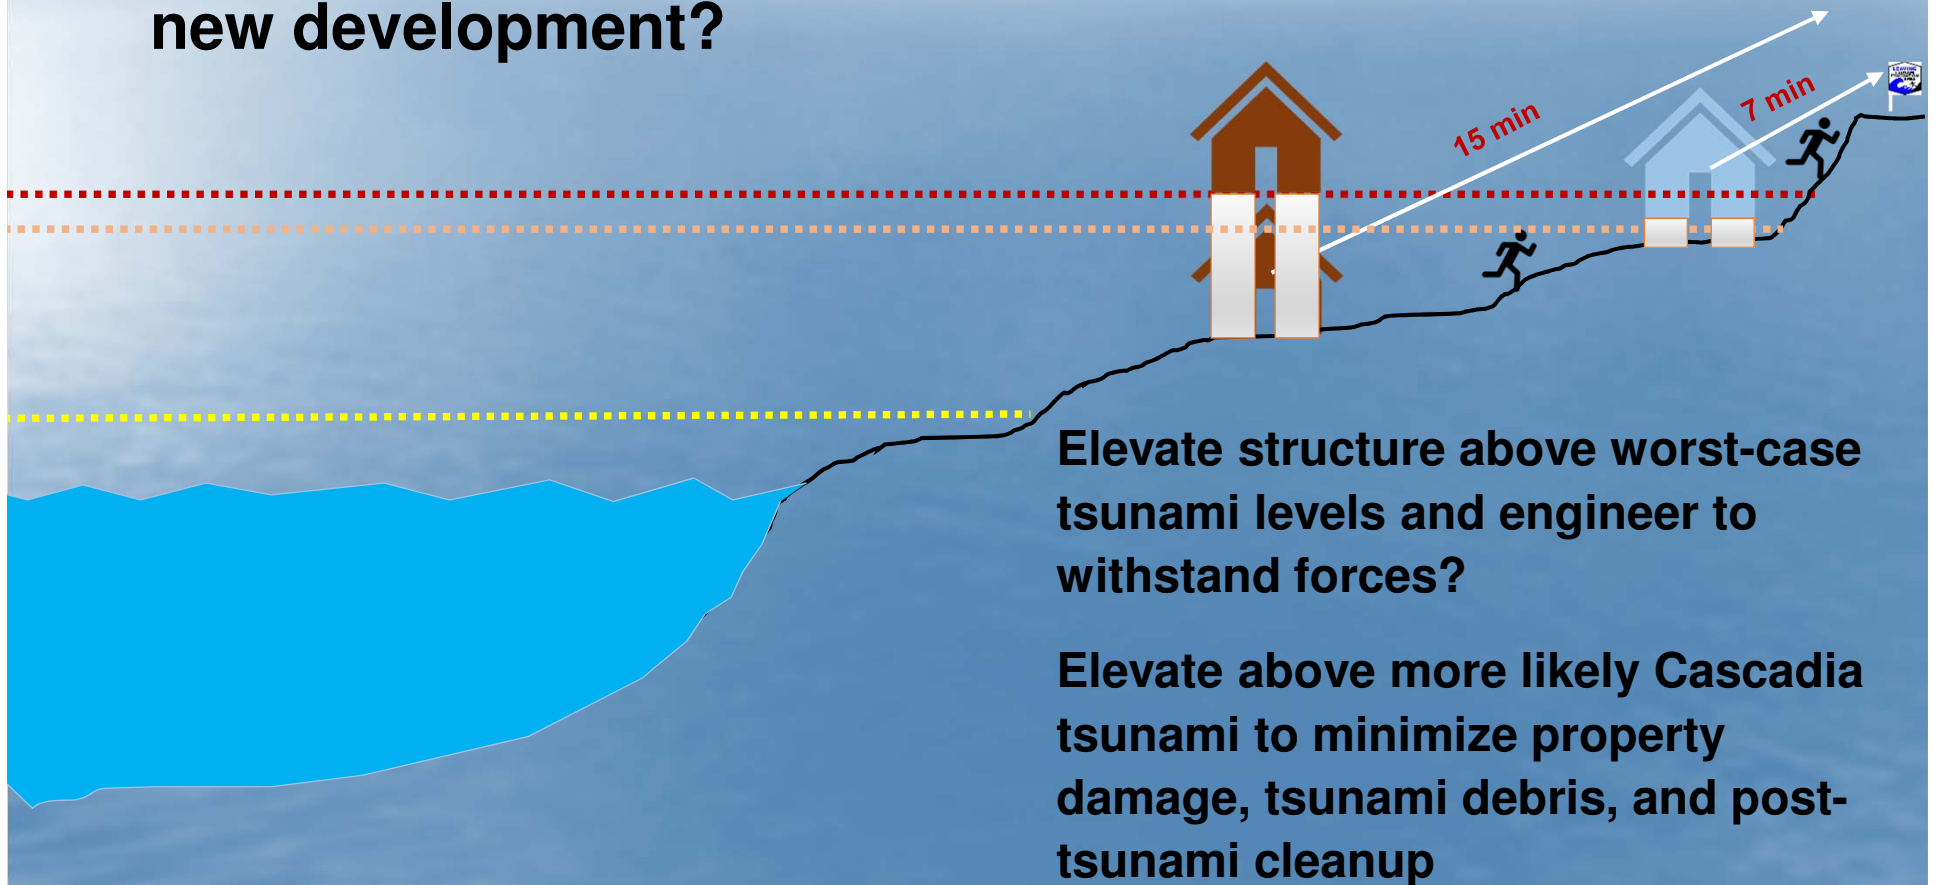 new development?
15 min
7 min
LEAVING
Elevate structure above worst-case
tsunami levels and engineer to
withstand forces?
Elevate above more likely Cascadia
tsunami to minimize property
damage, tsunami debris, and post-
tsunami cleanup